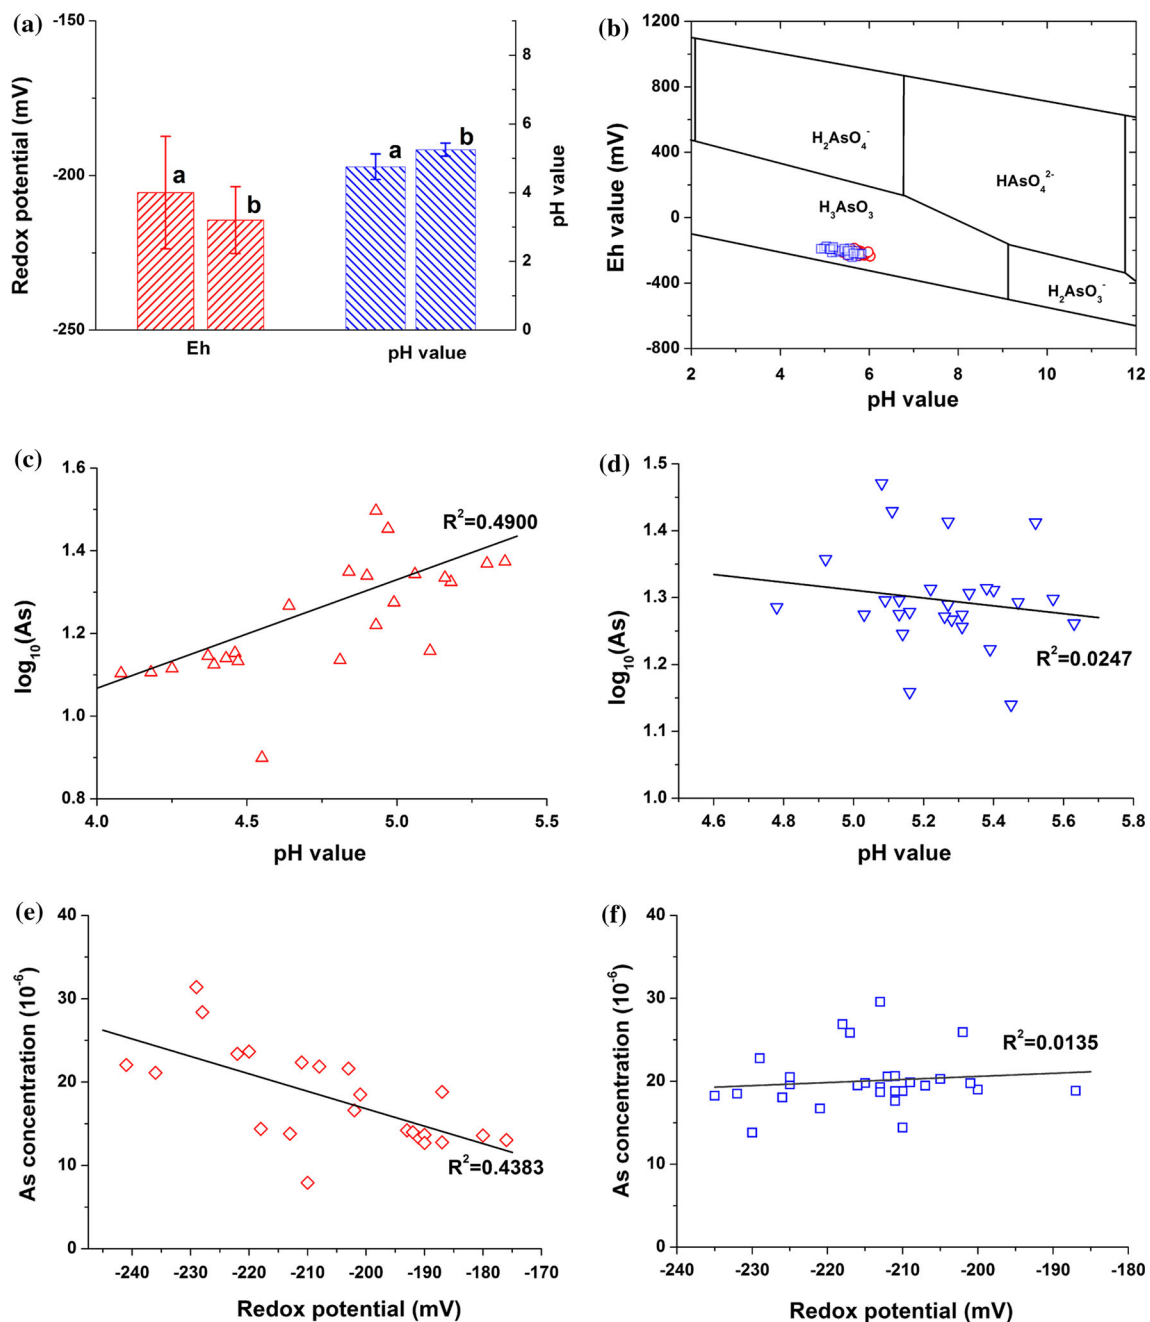 (a)
-150
-200
-250
Redox potential (mV)
a
b
a
b
8
6
4
2
0
pH value
Eh
pH value
(b)
1200
800
400
0
-400
-800
Eh value (mV)
H₂AsO₄⁻
HAsO₄²⁻
H₃AsO₃
H₂AsO₃⁻
2 4 6 8 10 12
pH value
(c)
1.6
1.4
1.2
1.0
0.8
log₁₀(As)
R²=0.4900
4.0 4.5 5.0 5.5
pH value
(d)
1.5
1.4
1.3
1.2
1.1
1.0
log₁₀(As)
R²=0.0247
4.6 4.8 5.0 5.2 5.4 5.6 5.8
pH value
(e)
40
30
20
10
0
As concentration (10⁻⁶)
R²=0.4383
-240 -230 -220 -210 -200 -190 -180 -170
Redox potential (mV)
(f)
40
30
20
10
0
As concentration (10⁻⁶)
R²=0.0135
-240 -230 -220 -210 -200 -190 -180
Redox potential (mV)